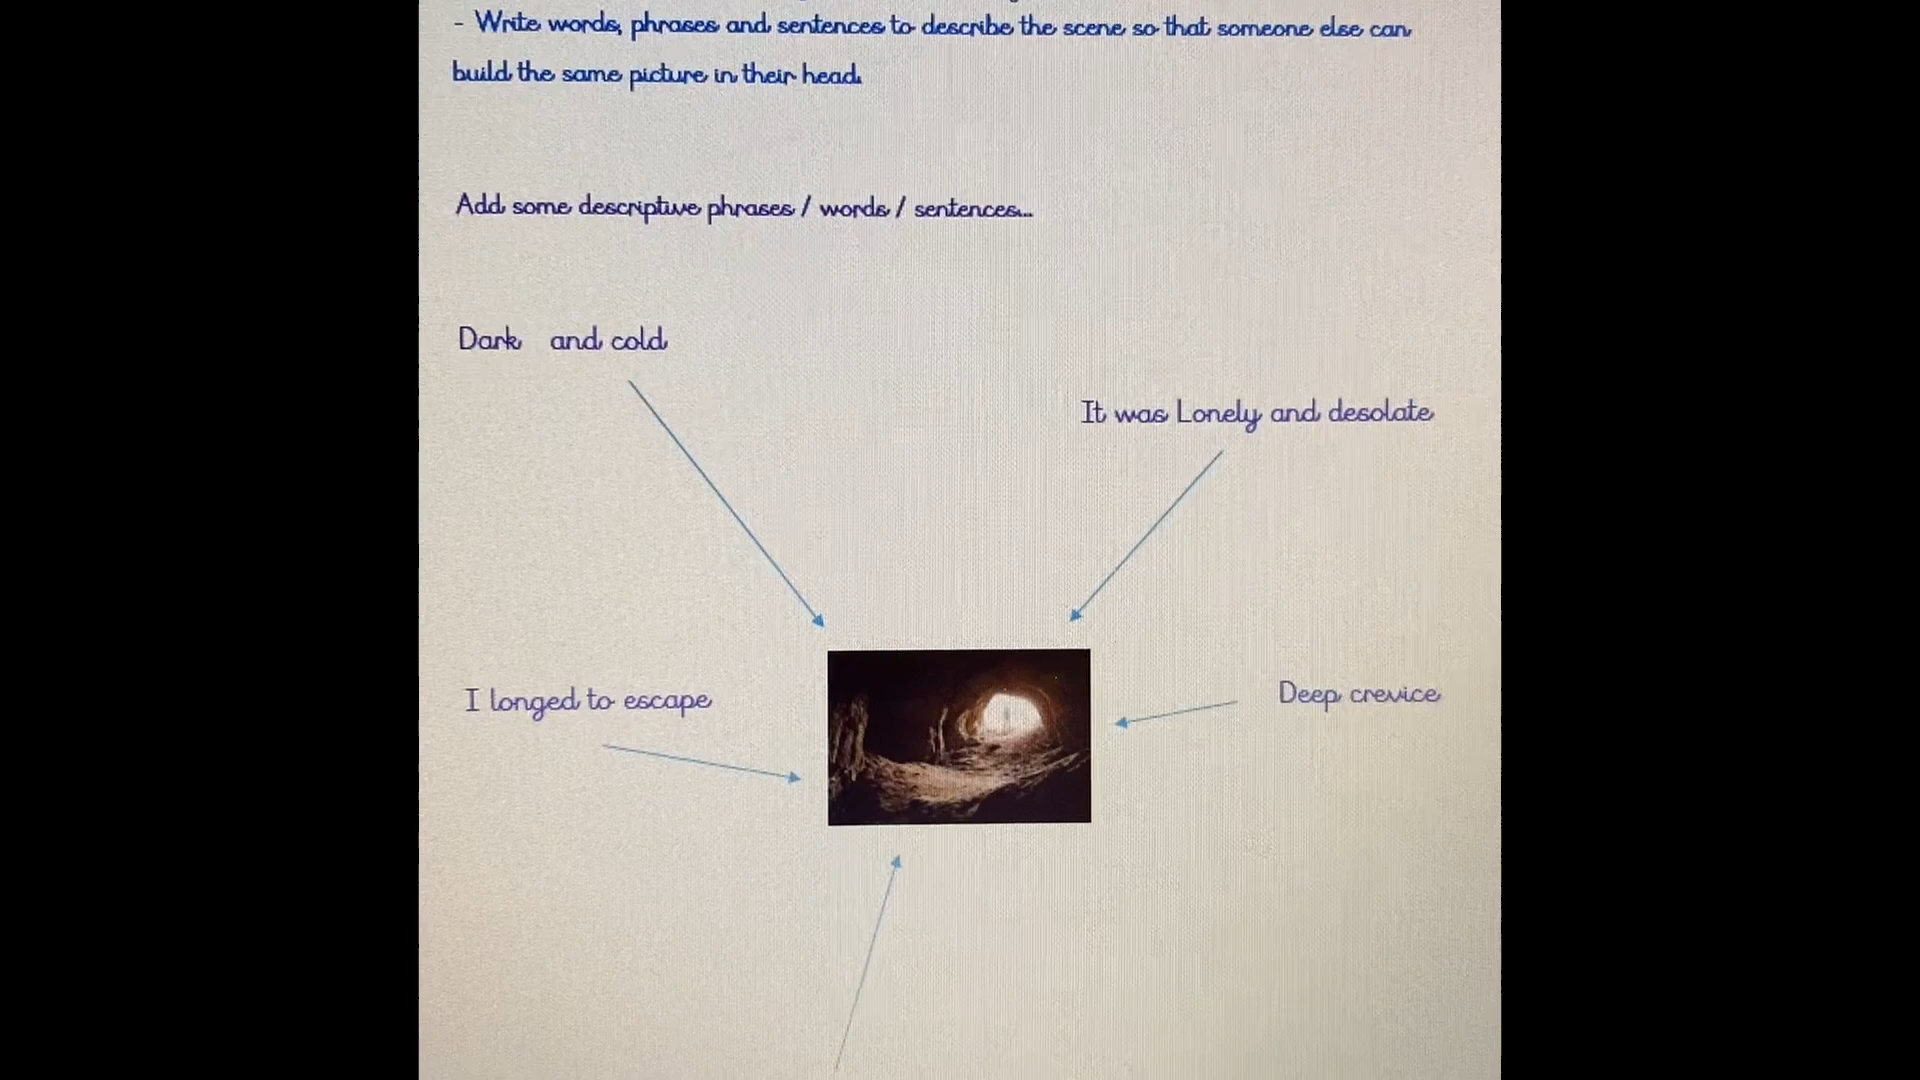 - Write words, phrases and sentences to describe the scene so that someone else can
build the same picture in their head.
Add some descriptive phrases / words / sentences...
Dark and cold
It was Lonely and desolate
I longed to escape
Deep crevice